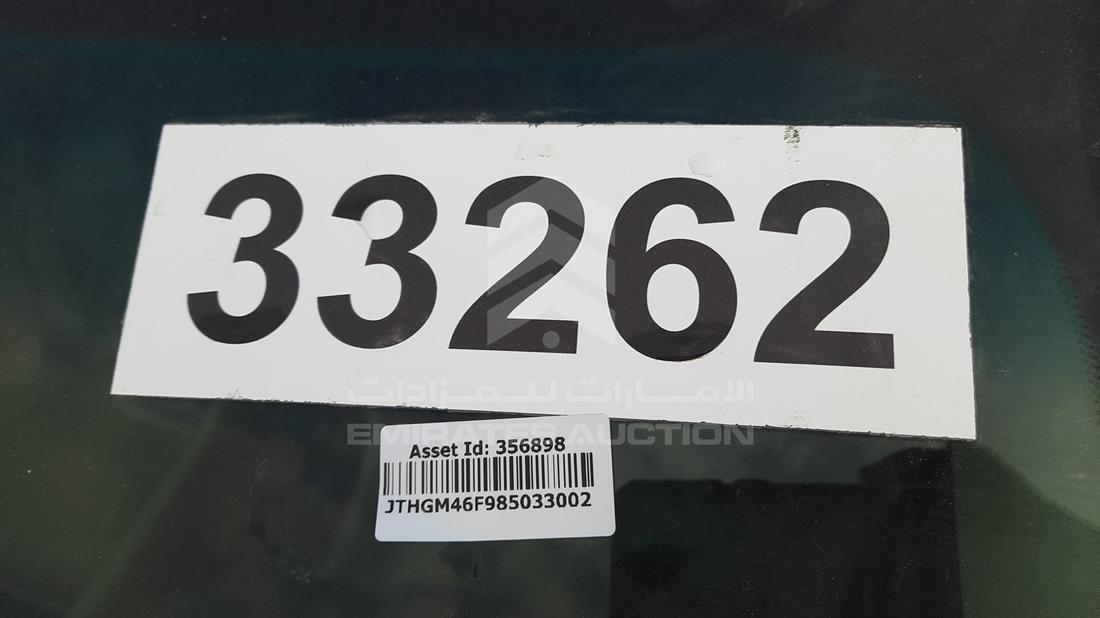 33262
الامارات للمزادات
EMIRATES AUCTION
Asset Id: 356898
JTHGM46F985033002